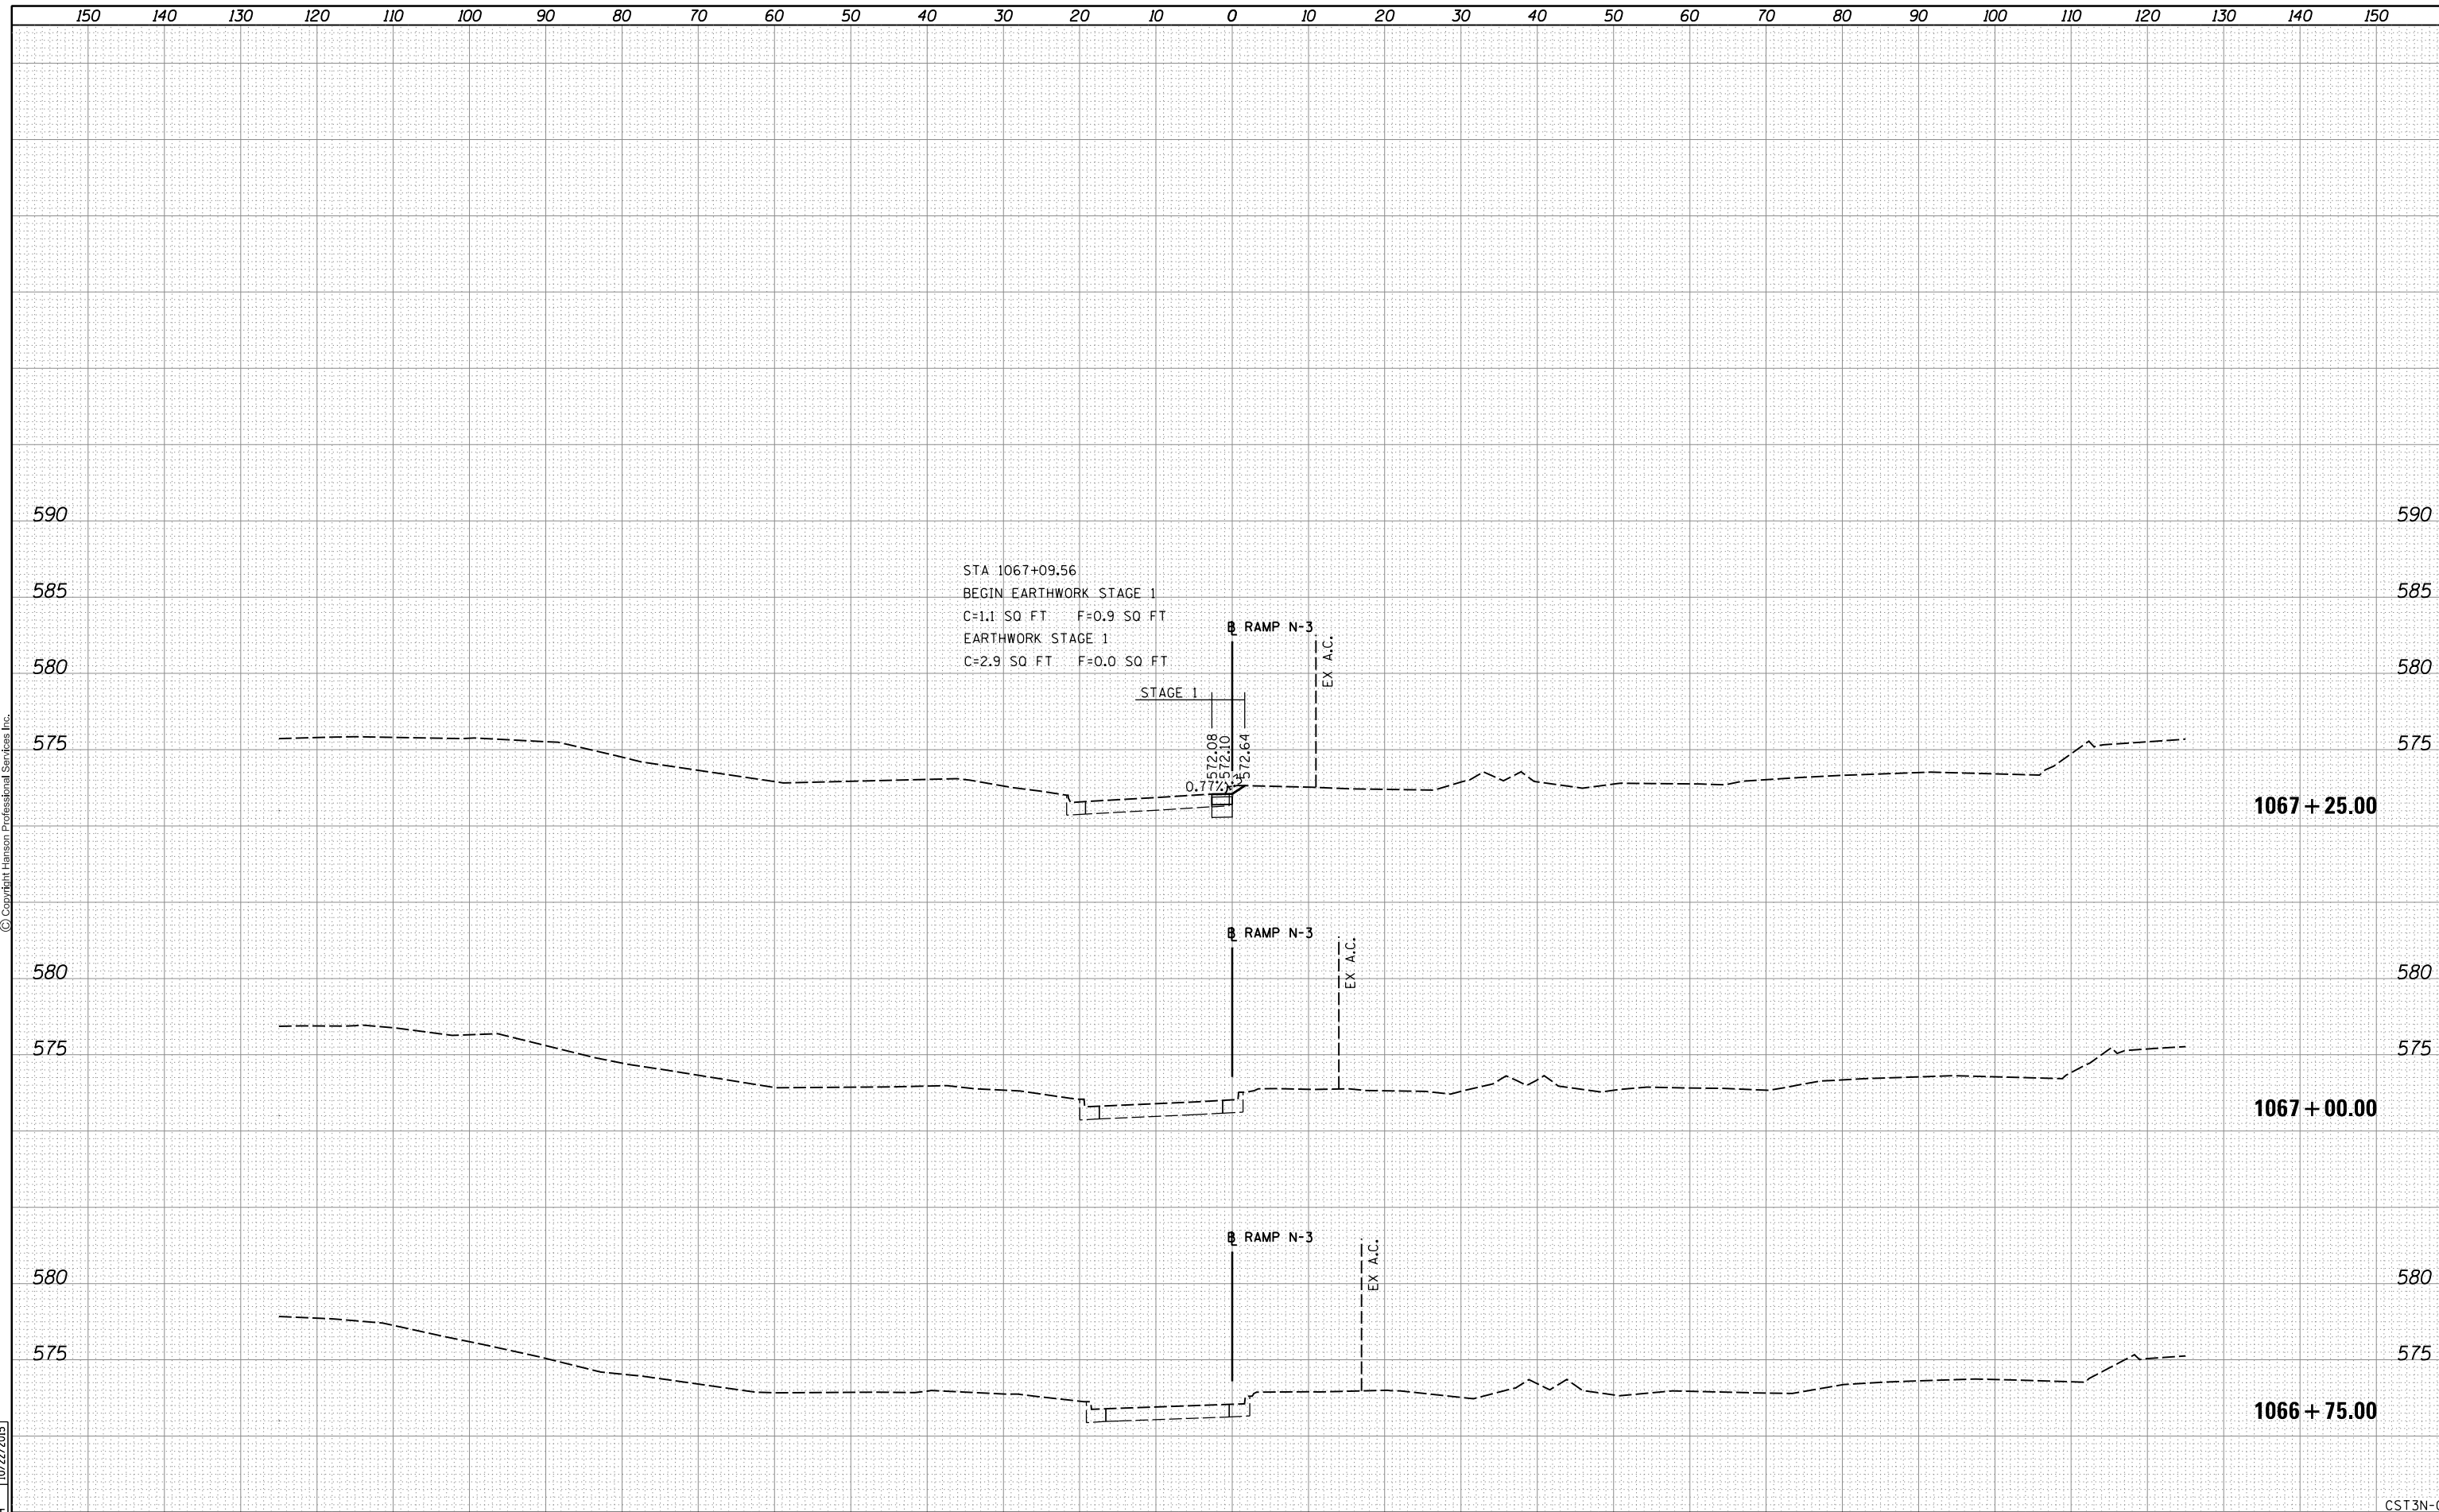 150 140 130 120 110 100 90 80 70 60 50 40 30 20 10 0 10 20 30 40 50 60 70 80 90 100 110 120 130 140 150
590 590
STA 1067+09.56
BEGIN EARTHWORK STAGE 1
585 585
C=1.1 SQ FT F=0.9 SQ FT
RAMP N-3
EARTHWORK STAGE 1
C=2.9 SQ FT F=0.0 SQ FT
EX A.C.
580 580
STAGE 1
575 575
572.08
572.10
572.64
0.77%
1067+25.00
© Copyright Hanson Professional Services Inc.
RAMP N-3
EX A.C.
580 580
575 575
1067+00.00
RAMP N-3
EX A.C.
580 580
575 575
1066+75.00
10/22/2015